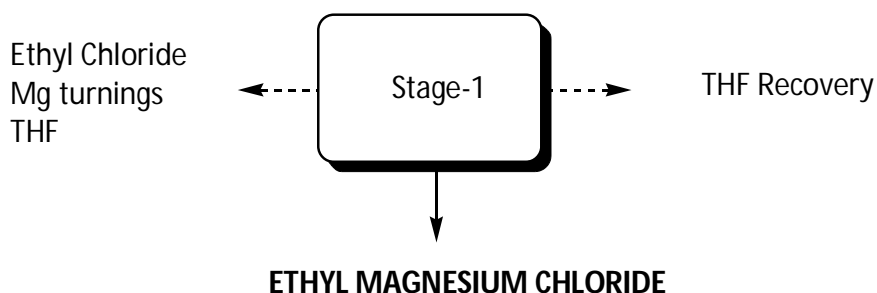 Ethyl Chloride
Mg turnings
THF
Stage-1
THF Recovery
ETHYL MAGNESIUM CHLORIDE